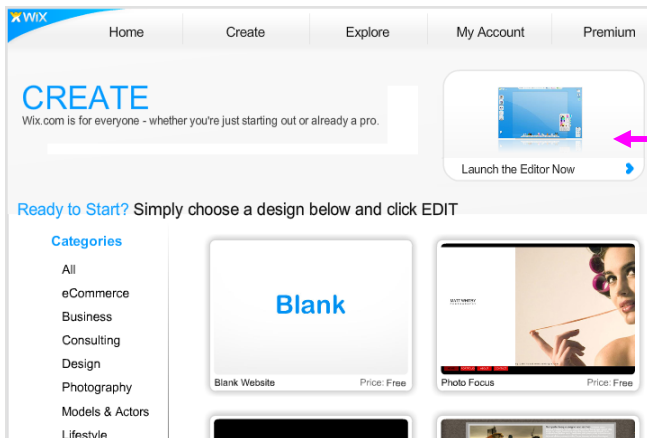 WIX
Home Create Explore My Account Premium
CREATE
Wix.com is for everyone - whether you're just starting out or already a pro.
Launch the Editor Now
Ready to Start? Simply choose a design below and click EDIT
Categories
All
eCommerce
Business
Consulting
Design
Photography
Models & Actors
Lifestyle
Blank
Blank Website Price: Free
MATT WHERY
Photo Focus Price: Free